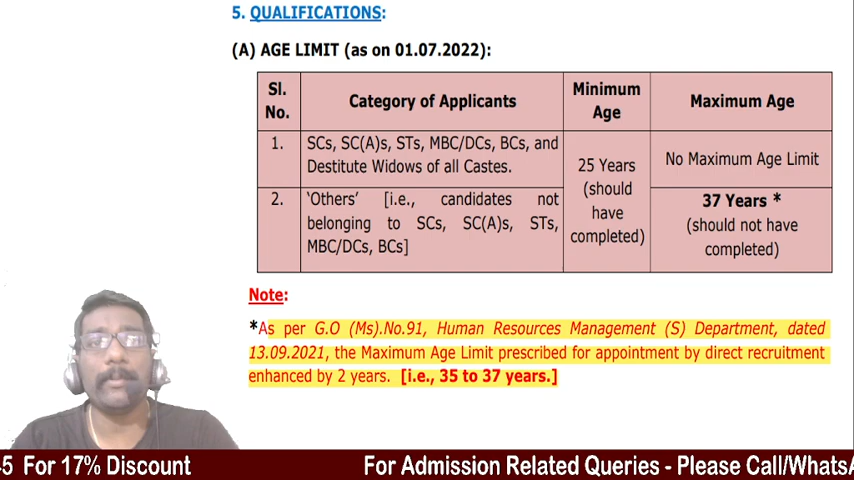 5. QUALIFICATIONS:
(A) AGE LIMIT (as on 01.07.2022):
Sl. No.
Category of Applicants
Minimum Age
Maximum Age
1.
SCs, SC(A)s, STs, MBC/DCs, BCs, and
Destitute Widows of all Castes.
25 Years
(should
have
completed)
No Maximum Age Limit
2.
‘Others’ [i.e., candidates not
belonging to SCs, SC(A)s, STs,
MBC/DCs, BCs]
37 Years *
(should not have
completed)
Note:
*As per G.O (Ms).No.91, Human Resources Management (S) Department, dated
13.09.2021, the Maximum Age Limit prescribed for appointment by direct recruitment
enhanced by 2 years. [i.e., 35 to 37 years.]
5 For 17% Discount For Admission Related Queries - Please Call/WhatsA